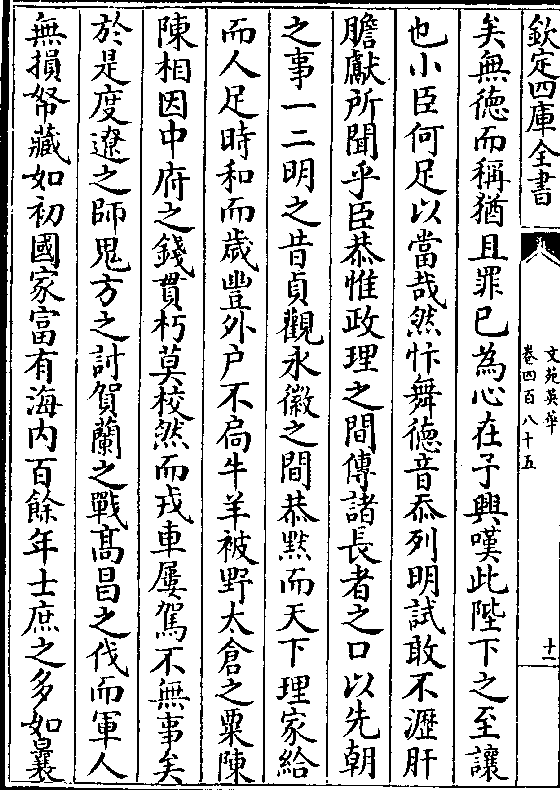 欽定四庫全書
文苑英華
卷四百八十五
十一
矣無德而稱猶且罪已為心在予興嘆此陛下之至讓
也小臣何足以當哉然忭舞德音忝列明試敢不瀝肝
膽獻所聞乎臣恭惟政理之間傳諸長者之口以先朝
之事一二明之昔貞觀永徽之間恭黙而天下理家給
而人足時和而歲豐外户不扃牛羊被野太倉之粟陳
陳相因中府之錢貫朽莫校然而戎車屢駕不無事矣
於是度遼之師鬼方之討賀蘭之戰髙昌之伐而軍人
無損帑藏如初國家富有海内百餘年士庶之多如曩